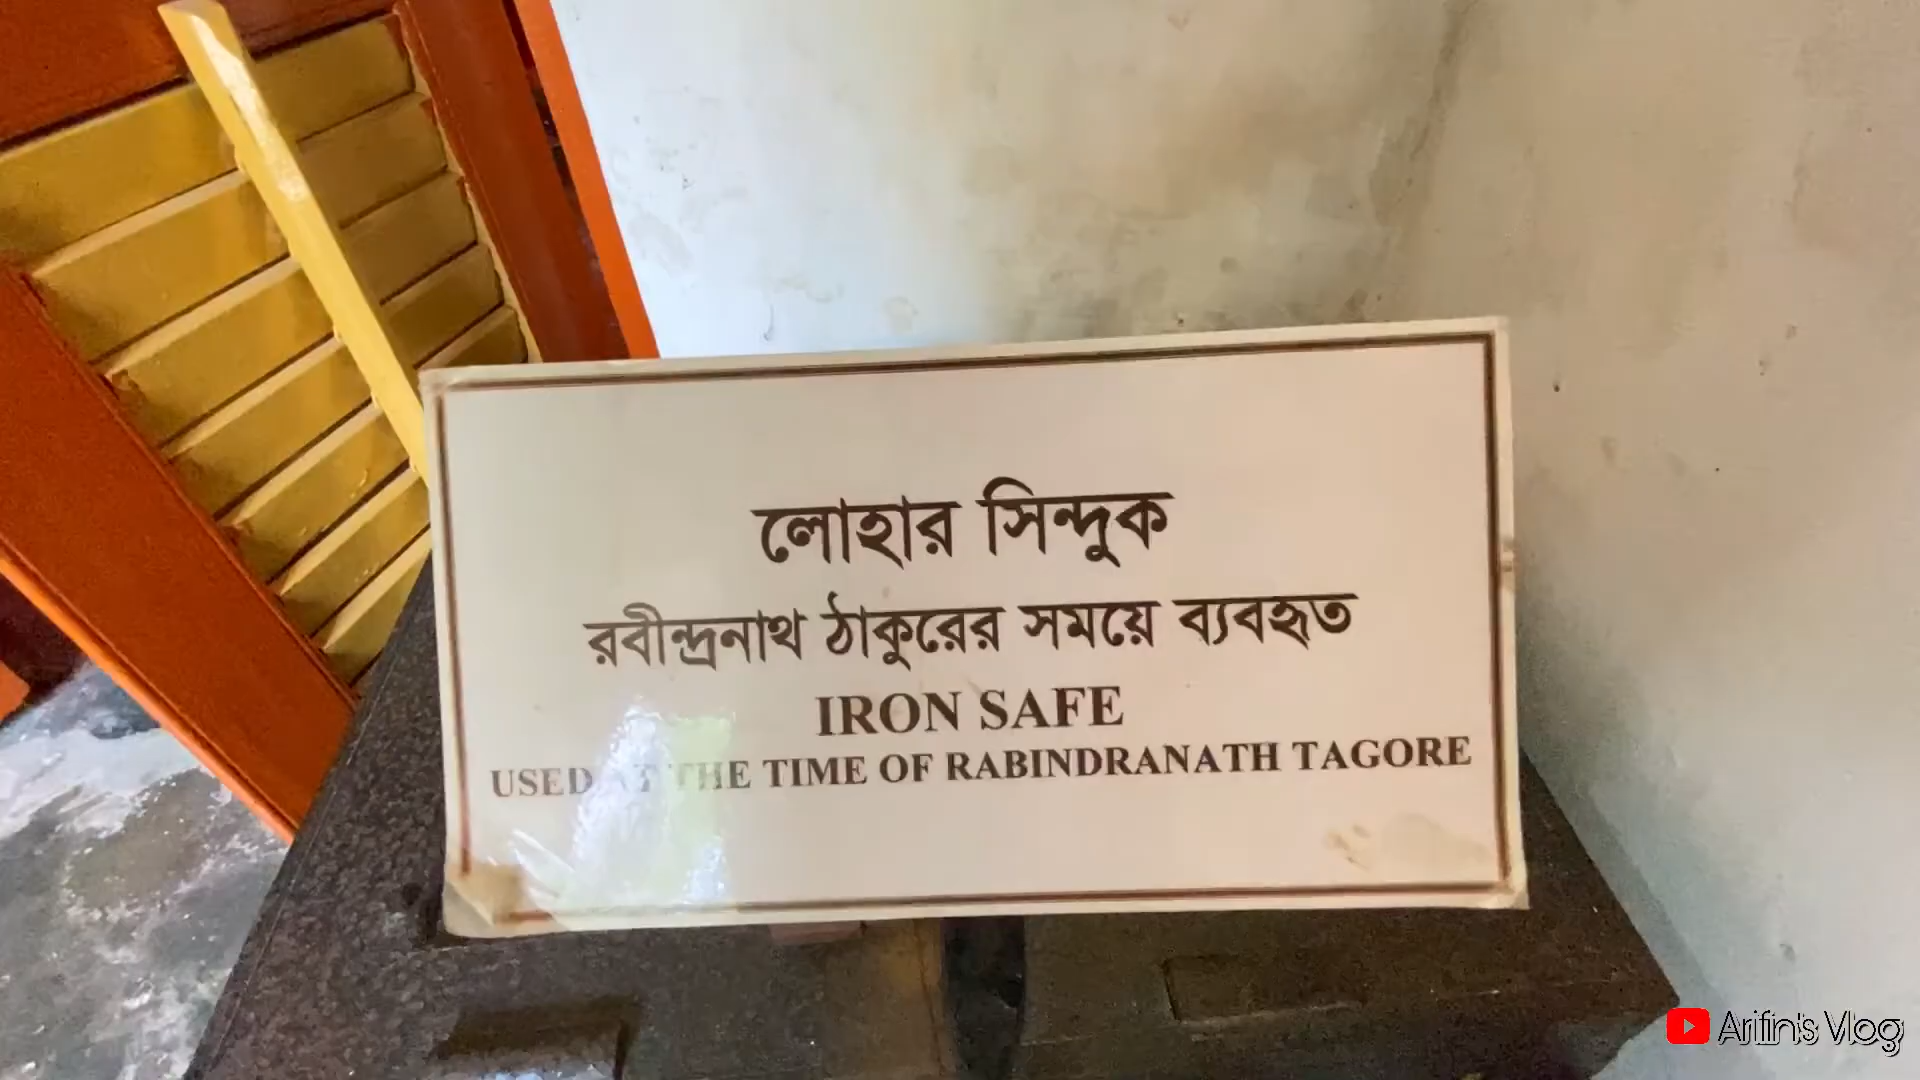 লোহার সিন্দুক
রবীন্দ্রনাথ ঠাকুরের সময়ে ব্যবহৃত
IRON SAFE
USED AT THE TIME OF RABINDRANATH TAGORE
Arifin's Vlog